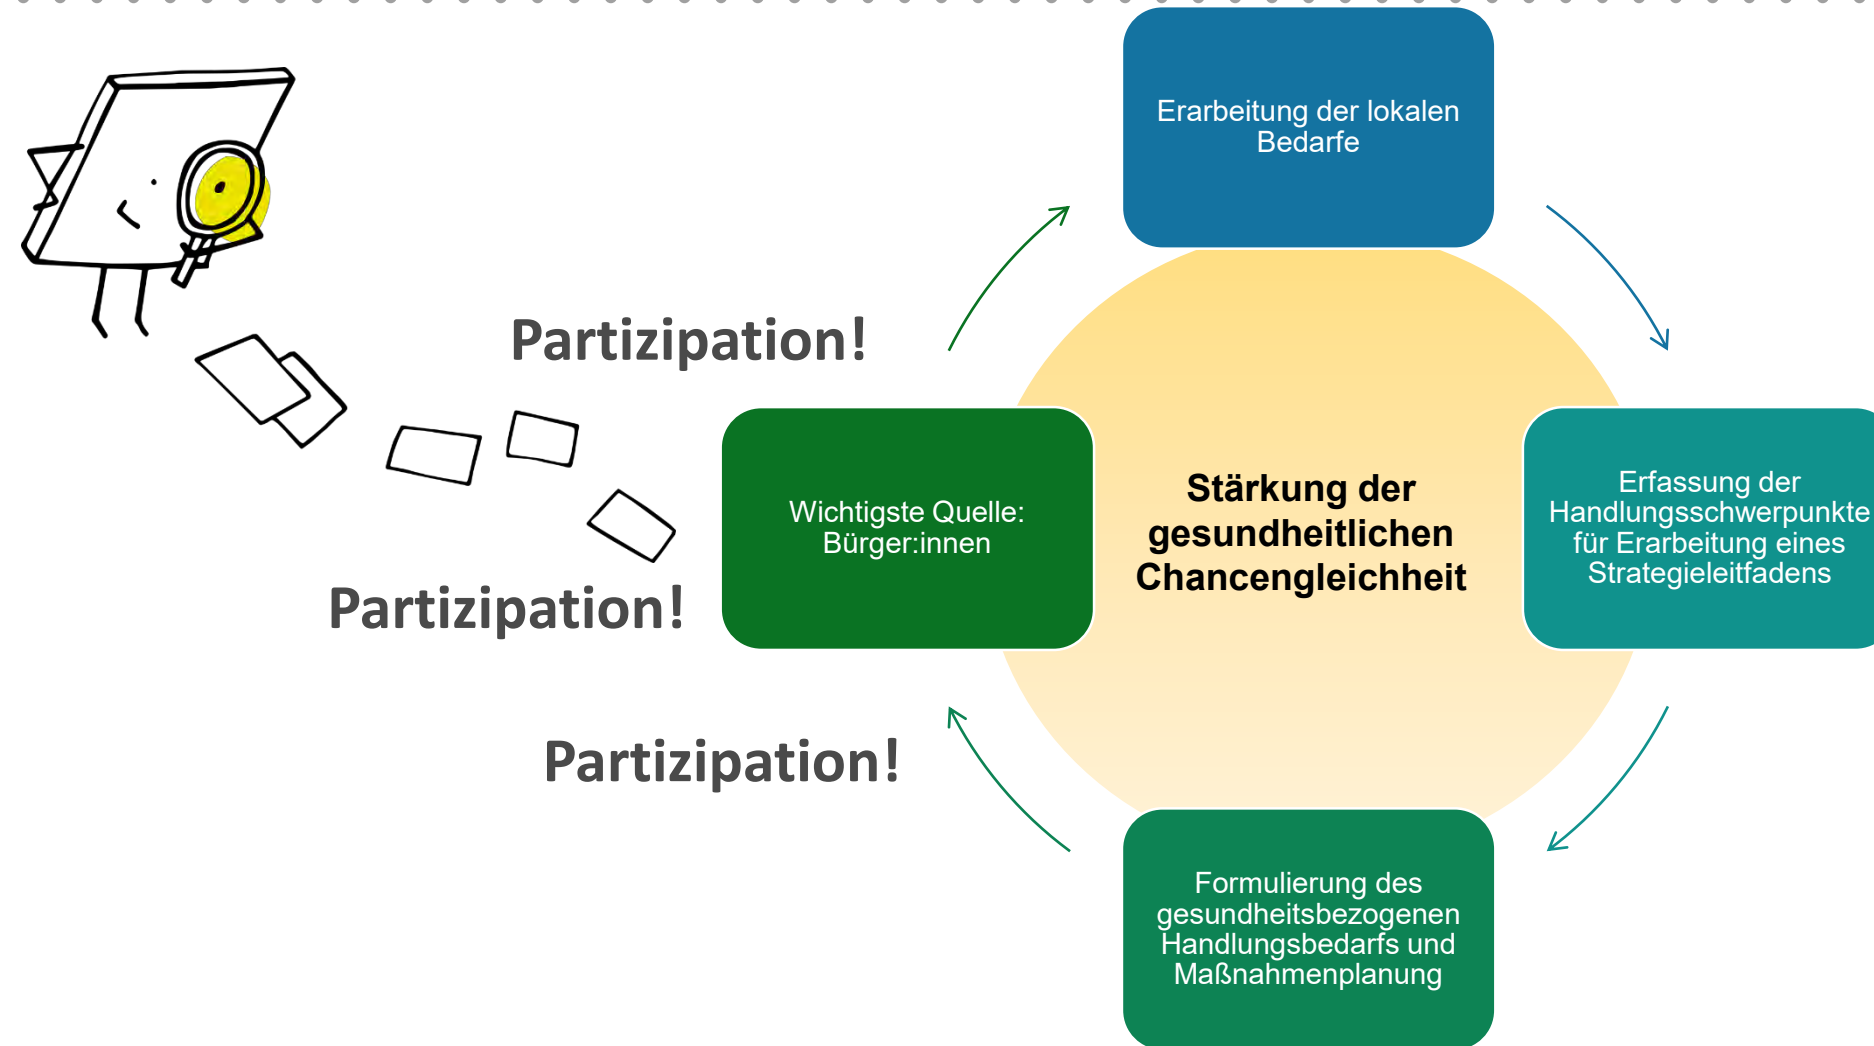 Erarbeitung der lokalen
Bedarfe
Partizipation!
Wichtigste Quelle:
Bürger:innen
Stärkung der
gesundheitlichen
Chancengleichheit
Erfassung der
Handlungsschwerpunkte
für Erarbeitung eines
Strategieleitfadens
Partizipation!
Partizipation!
Formulierung des
gesundheitsbezogenen
Handlungsbedarfs und
Maßnahmenplanung